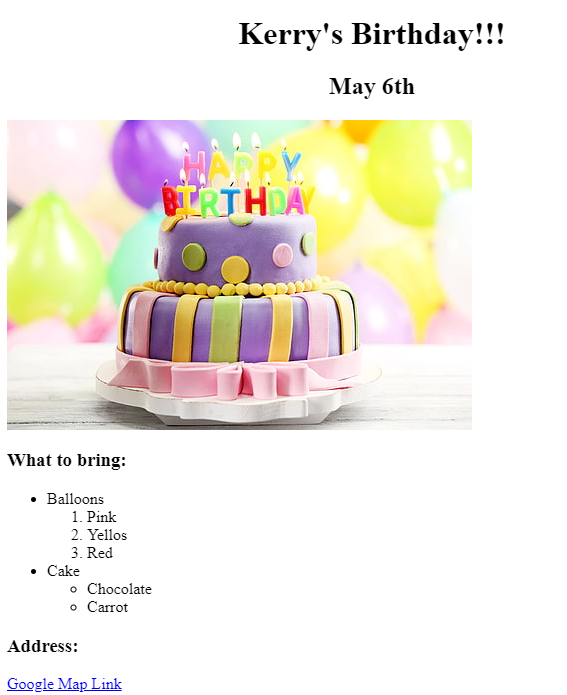 Kerry's Birthday!!!
May 6th
HAPPY
BIRTHDAY
What to bring:
• Balloons
1. Pink
2. Yellos
3. Red
• Cake
◦ Chocolate
◦ Carrot
Address:
Google Map Link